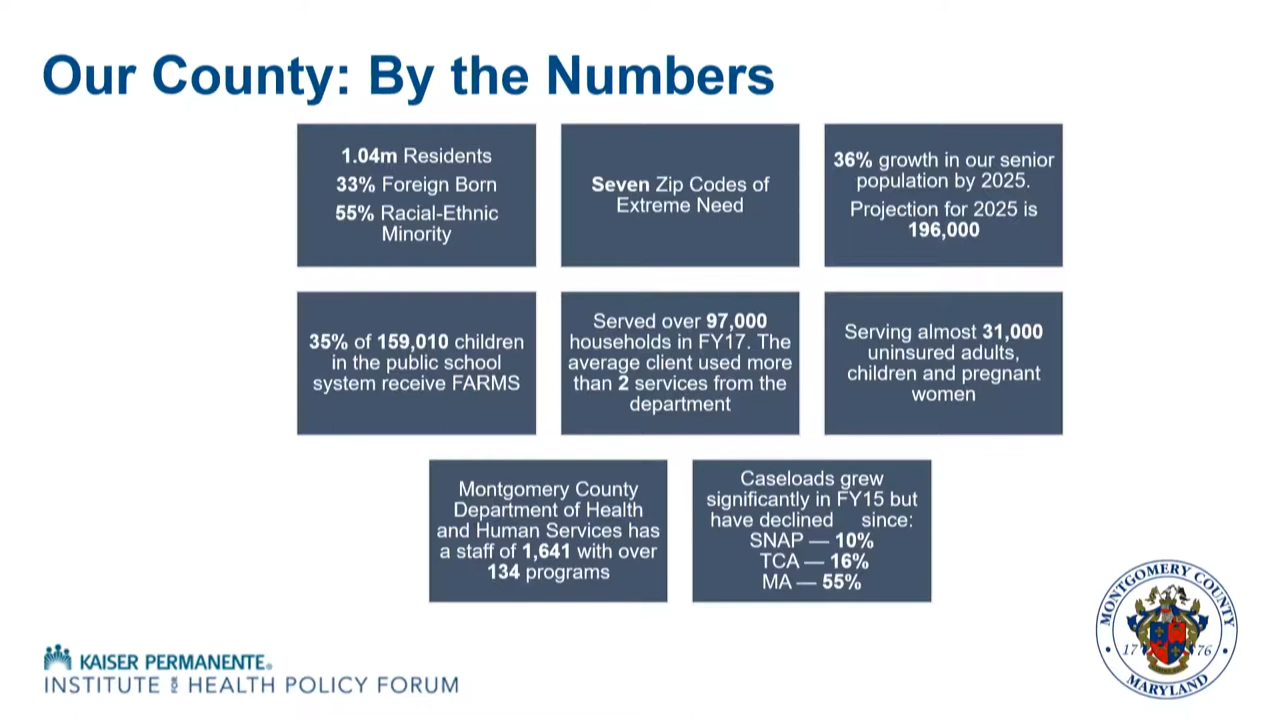 Our County: By the Numbers
1.04m Residents
33% Foreign Born
55% Racial-Ethnic
Minority
Seven Zip Codes of
Extreme Need
36% growth in our senior
population by 2025.
Projection for 2025 is
196,000
35% of 159,010 children
in the public school
system receive FARMS
Served over 97,000
households in FY17. The
average client used more
than 2 services from the
department
Serving almost 31,000
uninsured adults,
children and pregnant
women
Montgomery County
Department of Health
and Human Services has
a staff of 1,641 with over
134 programs
Caseloads grew
significantly in FY15 but
have declined since:
SNAP — 10%
TCA — 16%
MA — 55%
KAISER PERMANENTE®
INSTITUTE FOR HEALTH POLICY FORUM
MONTGOMERY COUNTY
17 76
MARYLAND